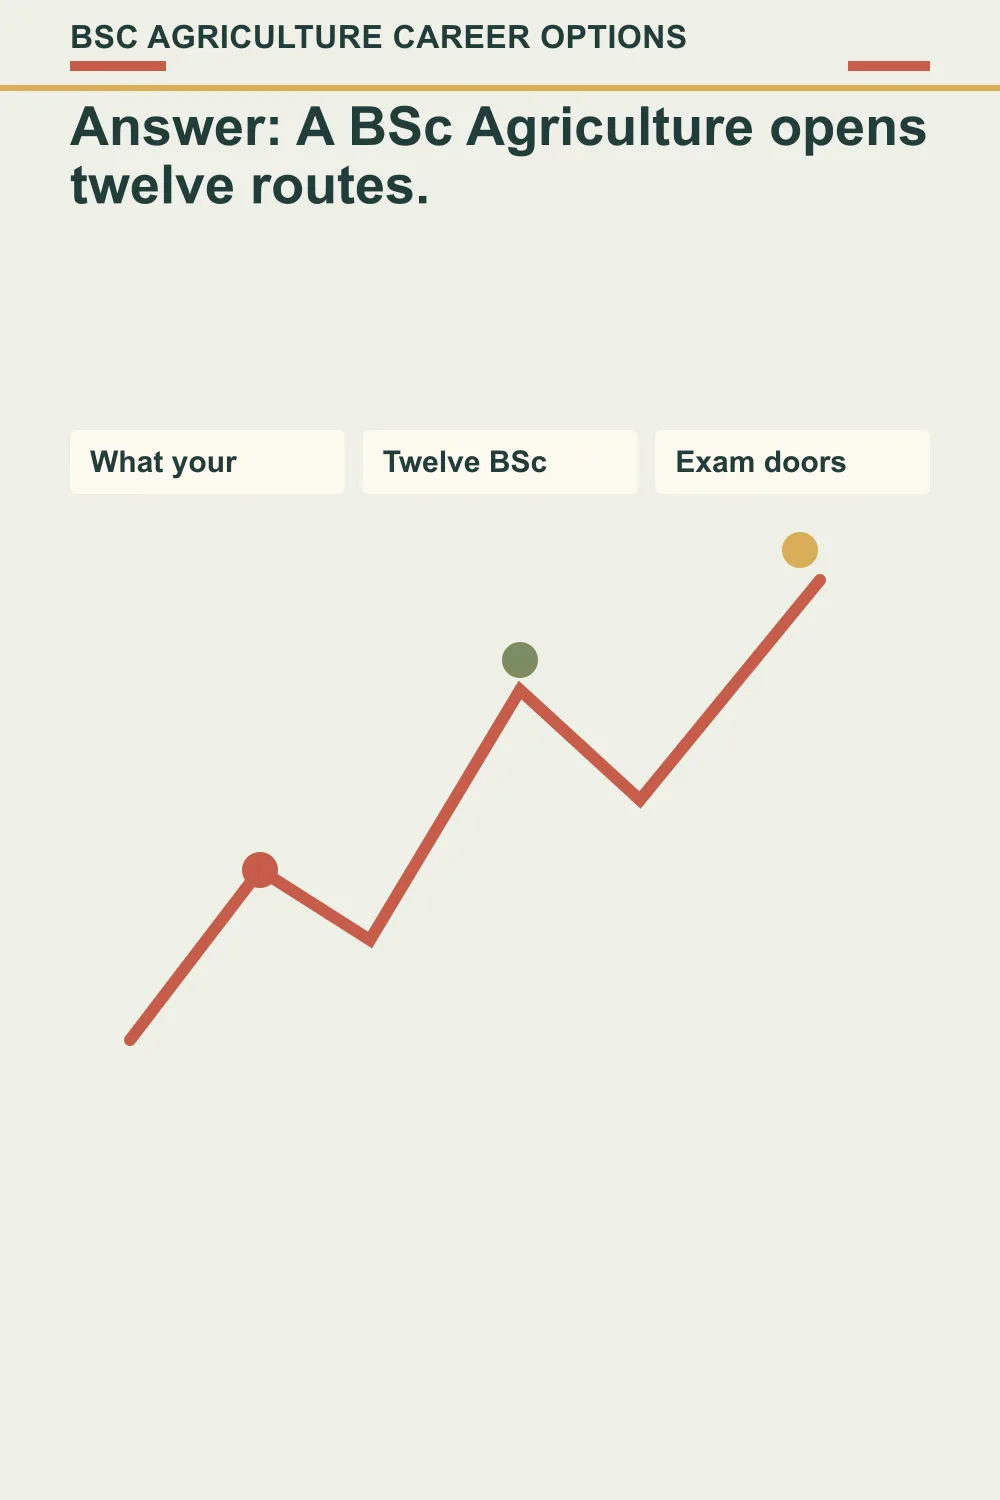 BSC AGRICULTURE CAREER OPTIONS
Answer: A BSc Agriculture opens
twelve routes.
What your
Twelve BSc
Exam doors